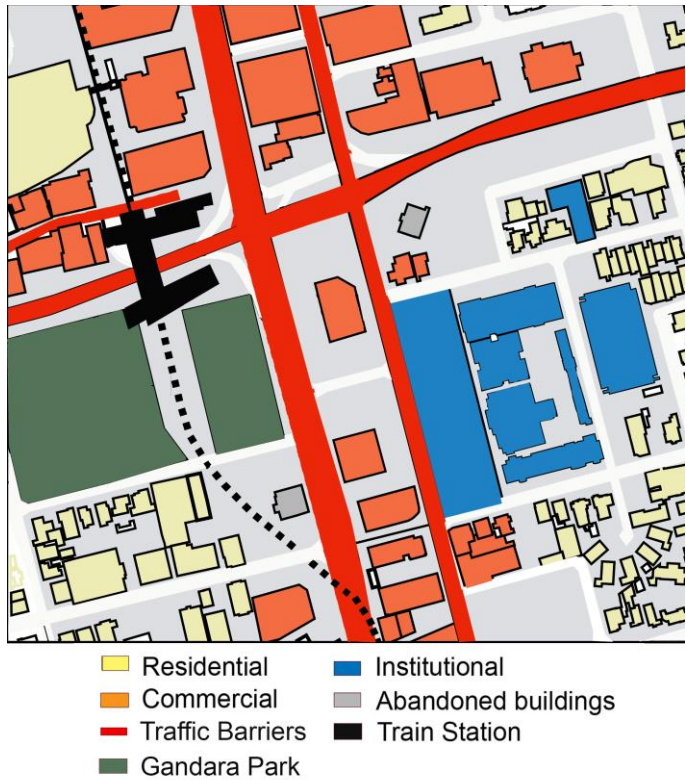 Residential
Institutional
Commercial
Abandoned buildings
Traffic Barriers
Train Station
Gandara Park